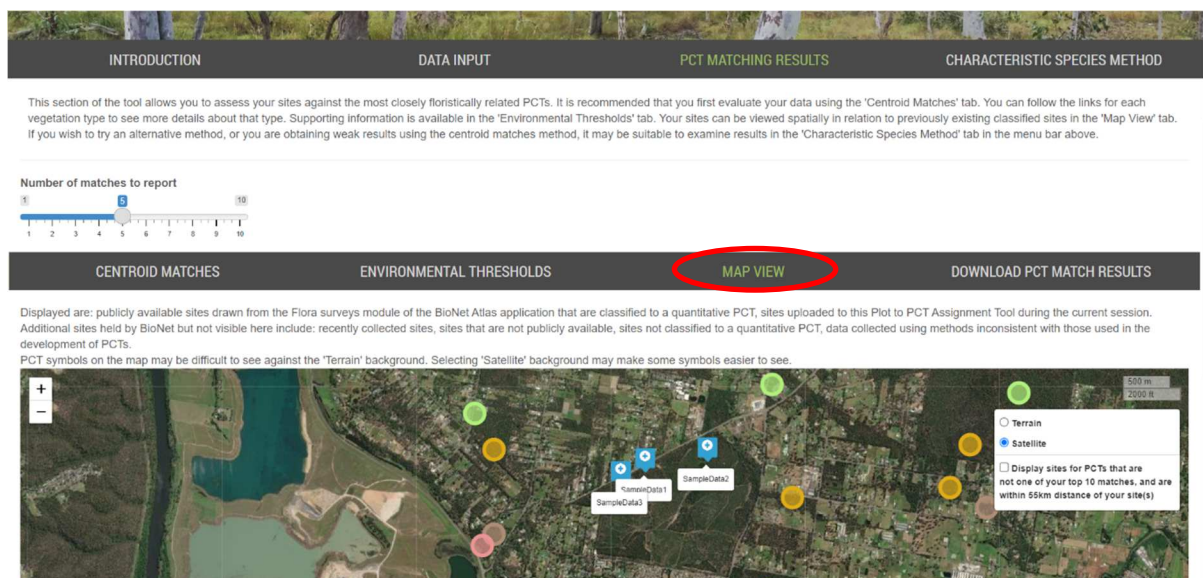 INTRODUCTION DATA INPUT PCT MATCHING RESULTS CHARACTERISTIC SPECIES METHOD
This section of the tool allows you to assess your sites against the most closely floristically related PCTs. It is recommended that you first evaluate your data using the 'Centroid Matches' tab. You can follow the links for each
vegetation type to see more details about that type. Supporting information is available in the 'Environmental Thresholds' tab. Your sites can be viewed spatially in relation to previously existing classified sites in the 'Map View' tab.
If you wish to try an alternative method, or you are obtaining weak results using the centroid matches method, it may be suitable to examine results in the 'Characteristic Species Method' tab in the menu bar above.
Number of matches to report
1 5 10
1 2 3 4 5 6 7 8 9 10
CENTROID MATCHES ENVIRONMENTAL THRESHOLDS MAP VIEW DOWNLOAD PCT MATCH RESULTS
Displayed are: publicly available sites drawn from the Flora surveys module of the BioNet Atlas application that are classified to a quantitative PCT, sites uploaded to this Plot to PCT Assignment Tool during the current session.
Additional sites held by BioNet but not visible here include: recently collected sites, sites that are not publicly available, sites not classified to a quantitative PCT, data collected using methods inconsistent with those used in the
development of PCTs.
PCT symbols on the map may be difficult to see against the 'Terrain' background. Selecting 'Satellite' background may make some symbols easier to see.
+
−
500 m
2000 ft
Terrain
Satellite
Display sites for PCTs that are
not one of your top 10 matches, and are
within 55km distance of your site(s)
SampleData2
SampleData1
SampleData3